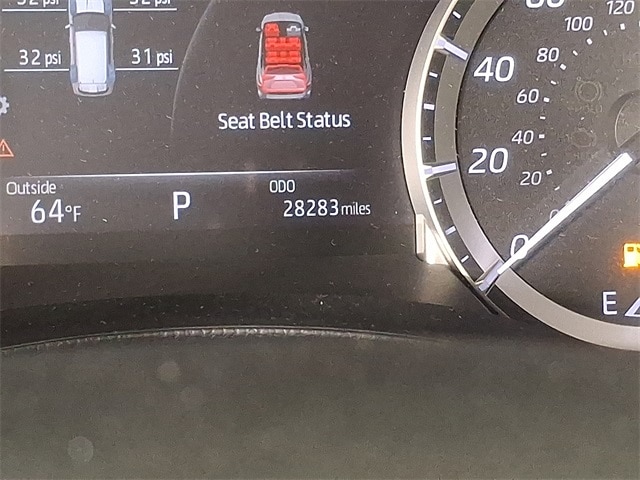 32 psi
31 psi
Seat Belt Status
Outside
64°F
P
ODO
28283 miles
120
100
80
60
40
20
40
20
0
E